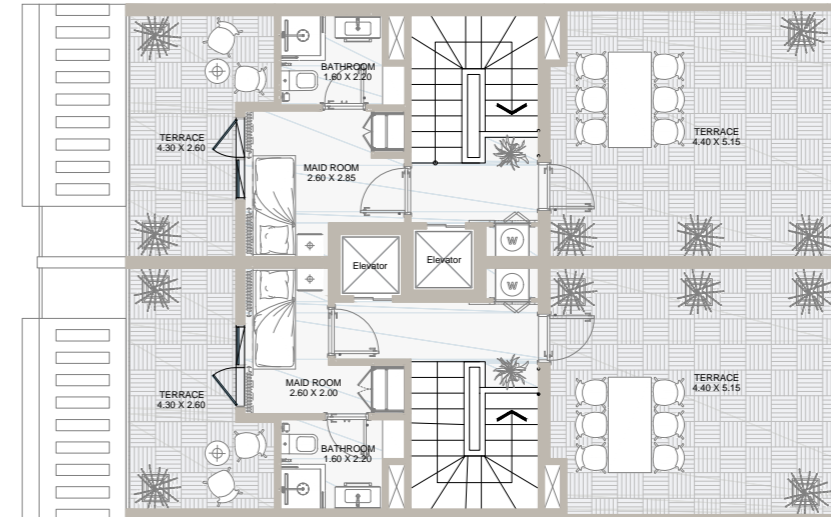 BATHROOM
1.60 X 2.20
TERRACE
4.30 X 2.60
TERRACE
4.40 X 5.15
MAID ROOM
2.60 X 2.85
W
Elevator
Elevator
W
MAID ROOM
2.60 X 2.00
TERRACE
4.30 X 2.60
TERRACE
4.40 X 5.15
BATHROOM
1.60 X 2.20